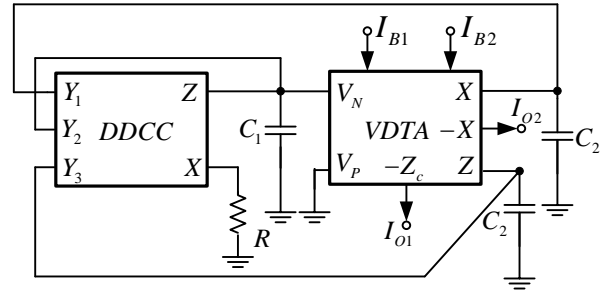 I_{B1} I_{B2}
Y_1 Z V_N X I_{O2}
Y_2 DDCC C_1 VDTA -X
Y_3 X V_P -Z_c Z C_2
R I_{O1} C_2